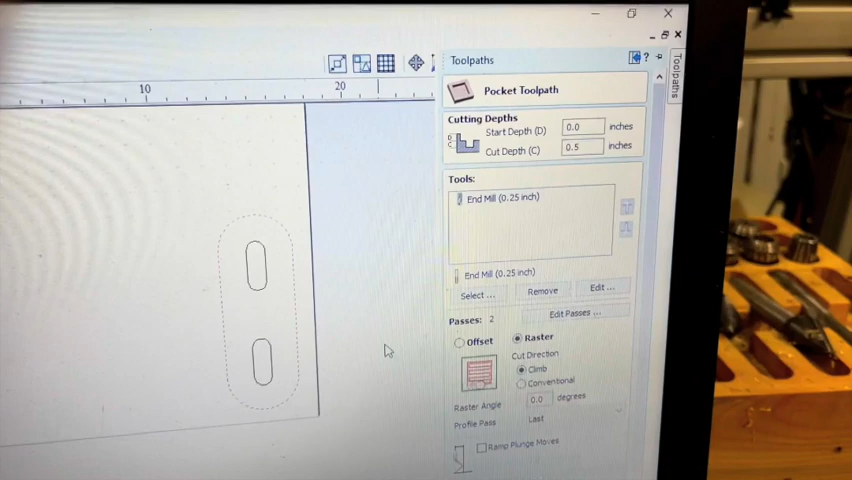 Toolpaths
?
Toolpaths
Pocket Toolpath
10
20
Cutting Depths
Start Depth (D) 0.0 inches
D
C
Cut Depth (C) 0.5 inches
Tools:
End Mill (0.25 inch)
End Mill (0.25 inch)
Select ... Remove Edit ...
Passes: 2 Edit Passes ...
Offset Raster
Cut Direction
Climb
Conventional
Raster Angle 0.0 degrees
Profile Pass Last
Ramp Plunge Moves